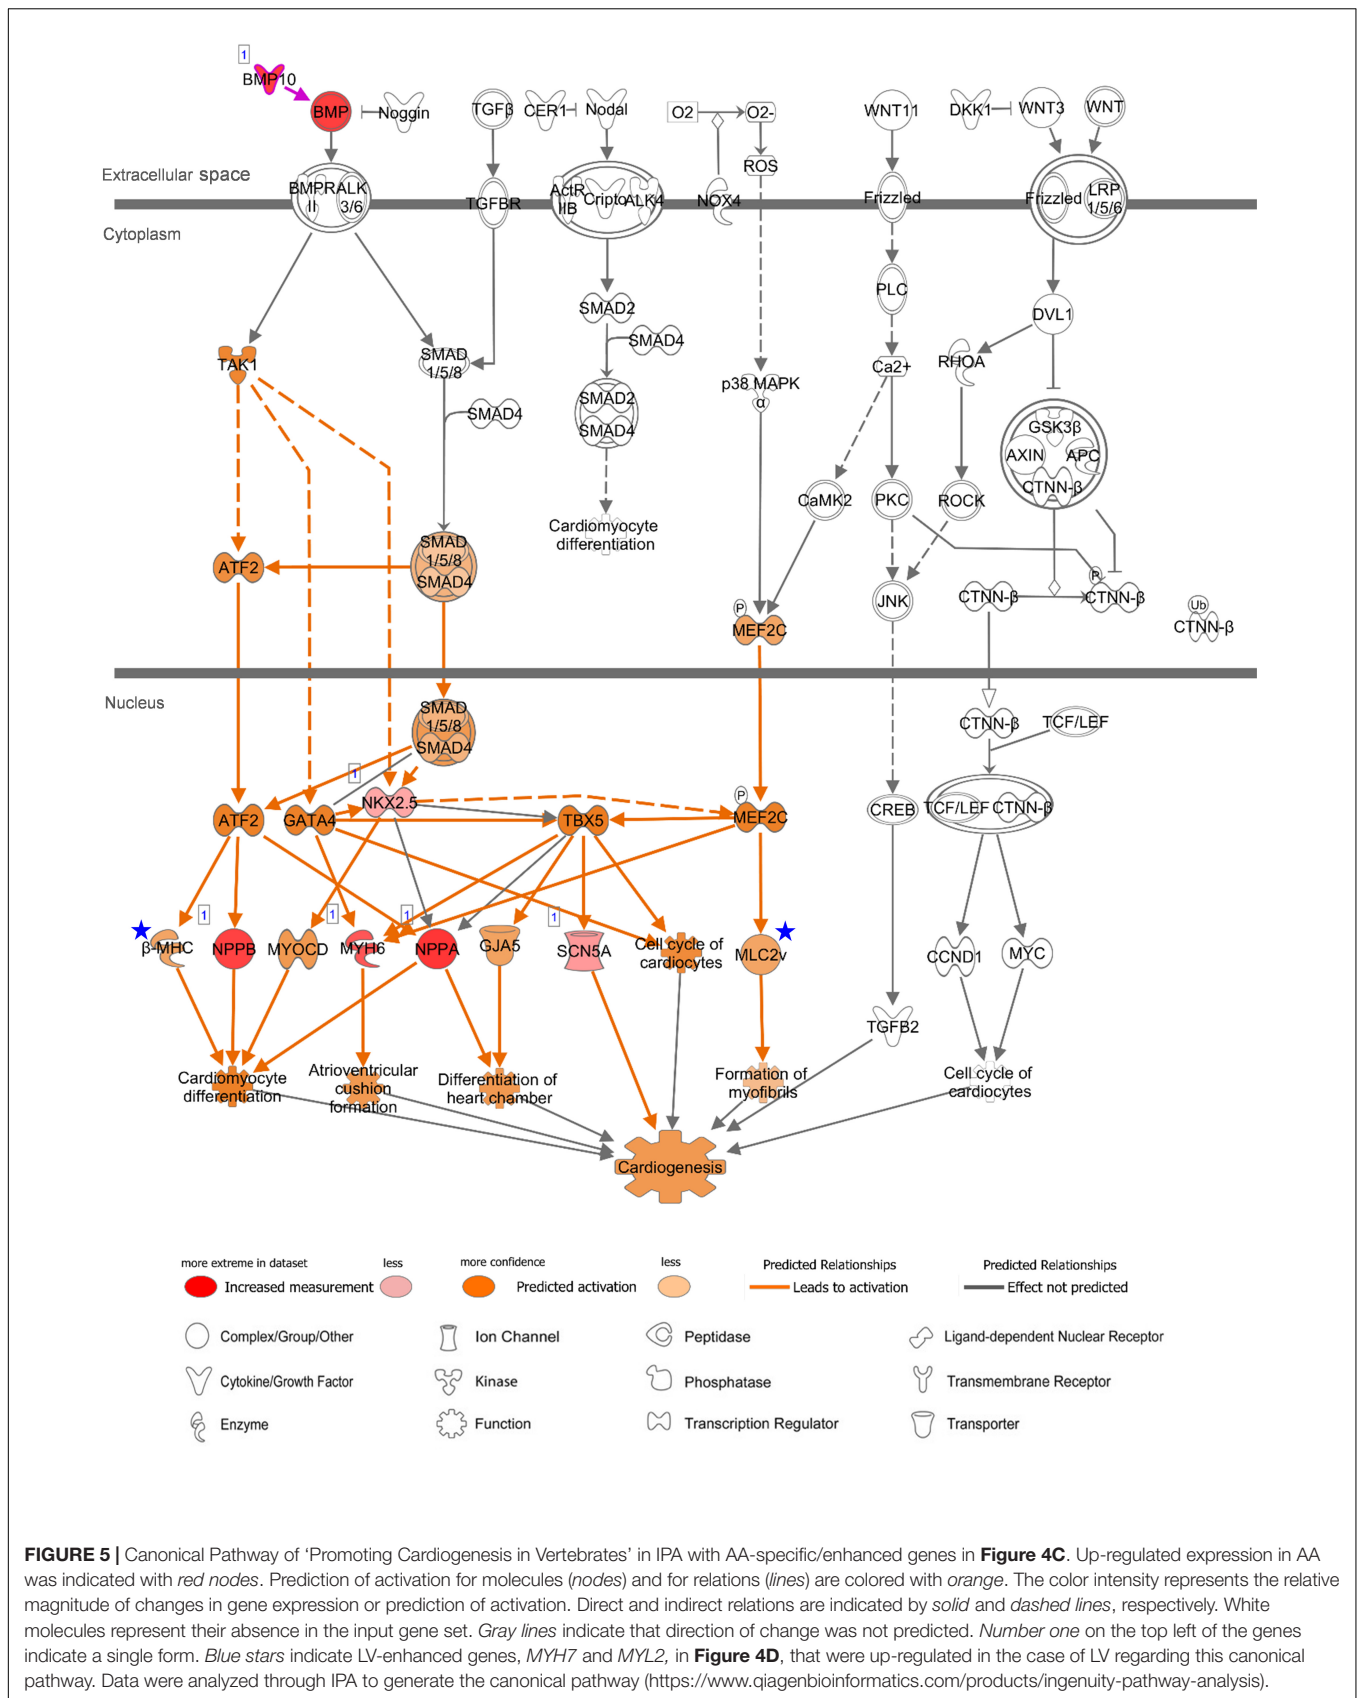 1
BMP10
BMP
Noggin
TGFβ
CER1
Nodal
O2
O2-
WNT11
DKK1
WNT3
WNT
ROS
Extracellular space
BMPR
II
ALK
3/6
TGFBR
ActR
IIB
Cripto
ALK4
NOX4
Frizzled
Frizzled
LRP
1/5/6
Cytoplasm
PLC
SMAD2
DVL1
SMAD4
TAK1
SMAD
1/5/8
Ca2+
RHOA
p38 MAPK
α
SMAD2
SMAD4
SMAD4
GSK3β
AXIN
APC
CTNN-β
CaMK2
PKC
ROCK
Cardiomyocyte
differentiation
SMAD
1/5/8
SMAD4
ATF2
P
CTNN-β
CTNN-β
JNK
Ub
CTNN-β
P
MEF2C
Nucleus
SMAD
1/5/8
SMAD4
CTNN-β
TCF/LEF
1
NKX2.5
P
ATF2
GATA4
TBX5
MEF2C
CREB
TCF/LEF
CTNN-β
1
1
1
1
β-MHC
NPPB
MYOCD
MYH6
NPPA
GJA5
SCN5A
Cell cycle of
cardiocytes
MLC2v
CCND1
MYC
TGFB2
Cardiomyocyte
differentiation
Atrioventricular
cushion
formation
Differentiation of
heart chamber
Formation of
myofibrils
Cell cycle of
cardiocytes
Cardiogenesis
more extreme in dataset less more confidence less Predicted Relationships Predicted Relationships
Increased measurement Predicted activation Leads to activation Effect not predicted
Complex/Group/Other Ion Channel Peptidase Ligand-dependent Nuclear Receptor
Cytokine/Growth Factor Kinase Phosphatase Transmembrane Receptor
Enzyme Function Transcription Regulator Transporter
FIGURE 5 | Canonical Pathway of ‘Promoting Cardiogenesis in Vertebrates’ in IPA with AA-specific/enhanced genes in Figure 4C. Up-regulated expression in AA
was indicated with red nodes. Prediction of activation for molecules (nodes) and for relations (lines) are colored with orange. The color intensity represents the relative
magnitude of changes in gene expression or prediction of activation. Direct and indirect relations are indicated by solid and dashed lines, respectively. White
molecules represent their absence in the input gene set. Gray lines indicate that direction of change was not predicted. Number one on the top left of the genes
indicate a single form. Blue stars indicate LV-enhanced genes, MYH7 and MYL2, in Figure 4D, that were up-regulated in the case of LV regarding this canonical
pathway. Data were analyzed through IPA to generate the canonical pathway (https://www.qiagenbioinformatics.com/products/ingenuity-pathway-analysis).